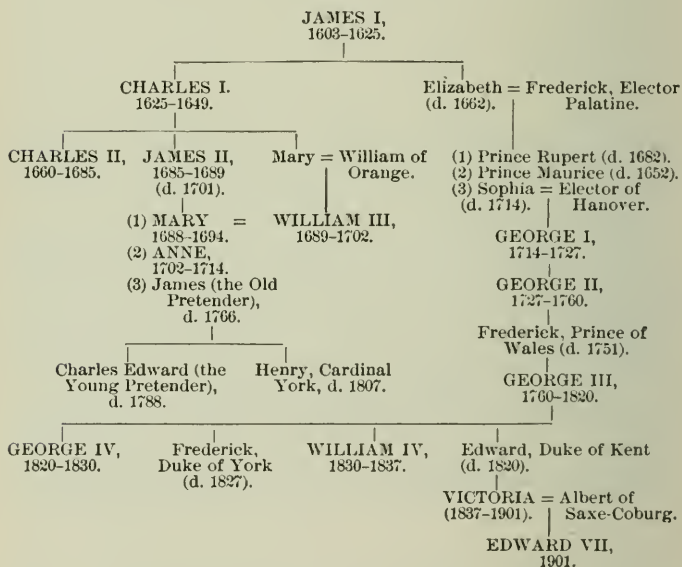 JAMES I,
1603-1625.
CHARLES I.
1625-1649.
Elizabeth = Frederick, Elector
(d. 1662). Palatine.
CHARLES II,
1660-1685.
JAMES II,
1685-1689
(d. 1701).
Mary = William of
Orange.
(1) Prince Rupert (d. 1682).
(2) Prince Maurice (d. 1652).
(3) Sophia = Elector of
(d. 1714). Hanover.
(1) MARY = WILLIAM III,
1688-1694. 1689-1702.
(2) ANNE,
1702-1714.
(3) James (the Old
Pretender),
d. 1766.
GEORGE I,
1714-1727.
GEORGE II,
1727-1760.
Frederick, Prince of
Wales (d. 1751).
Charles Edward (the
Young Pretender),
d. 1788.
Henry, Cardinal
York, d. 1807.
GEORGE III,
1760-1820.
GEORGE IV,
1820-1830.
Frederick,
Duke of York
(d. 1827).
WILLIAM IV,
1830-1837.
Edward, Duke of Kent
(d. 1820).
VICTORIA = Albert of
(1837-1901). Saxe-Coburg.
EDWARD VII,
1901.